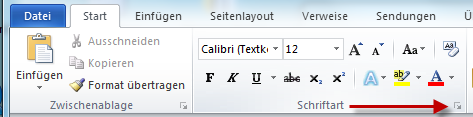 Datei Start Einfügen Seitenlayout Verweise Sendungen Ü
Ausschneiden
Kopieren
Format übertragen
Einfügen
Zwischenablage
Calibri (Textk 12 A A Aa
F K U abc x₂ x² A ab A
Schriftart